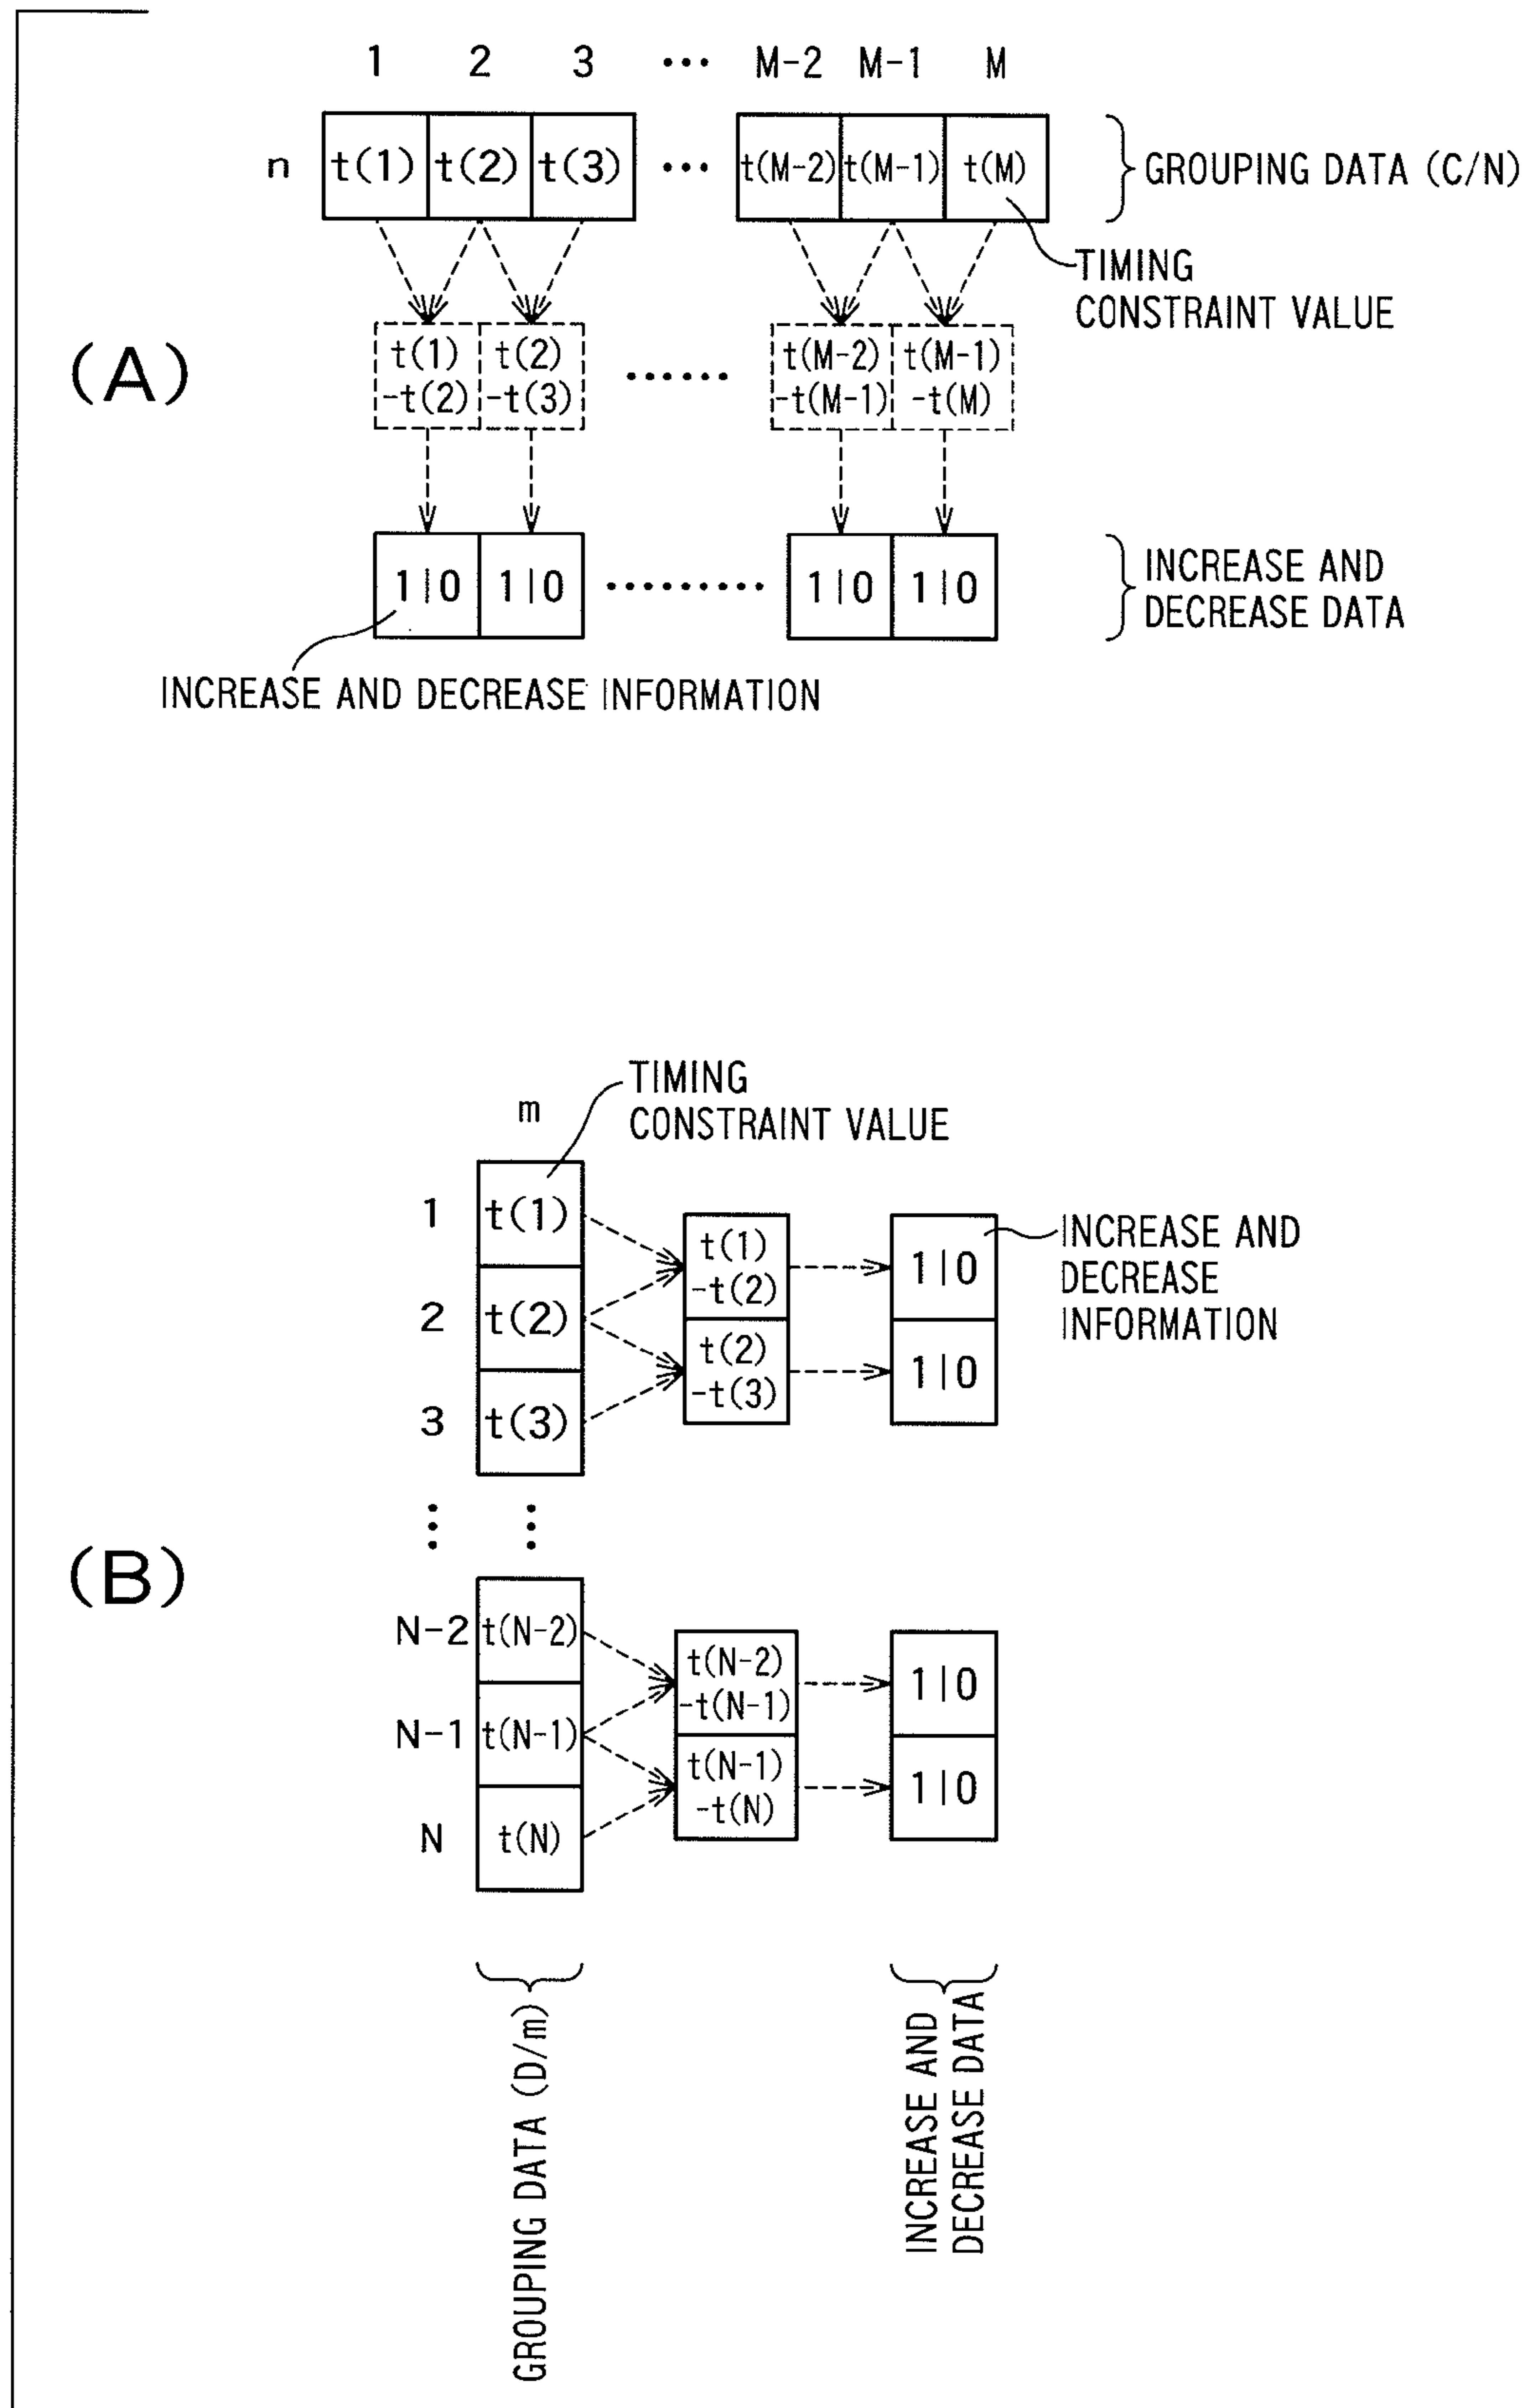 1 2 3 ••• M-2 M-1 M
n t(1) t(2) t(3) ••• t(M-2) t(M-1) t(M) GROUPING DATA (C/N)
TIMING
CONSTRAINT VALUE
(A)
t(1) t(2) •••••• t(M-2) t(M-1)
-t(2) -t(3) -t(M-1) -t(M)
1|0 1|0 ••••••••• 1|0 1|0
INCREASE AND
DECREASE DATA
INCREASE AND DECREASE INFORMATION
TIMING
CONSTRAINT VALUE
m
1 t(1)
2 t(2)
3 t(3)
t(1)
-t(2)
t(2)
-t(3)
1|0
1|0
INCREASE AND
DECREASE
INFORMATION
(B)
N-2 t(N-2)
N-1 t(N-1)
N t(N)
t(N-2)
-t(N-1)
t(N-1)
-t(N)
1|0
1|0
GROUPING DATA (D/m)
INCREASE AND
DECREASE DATA